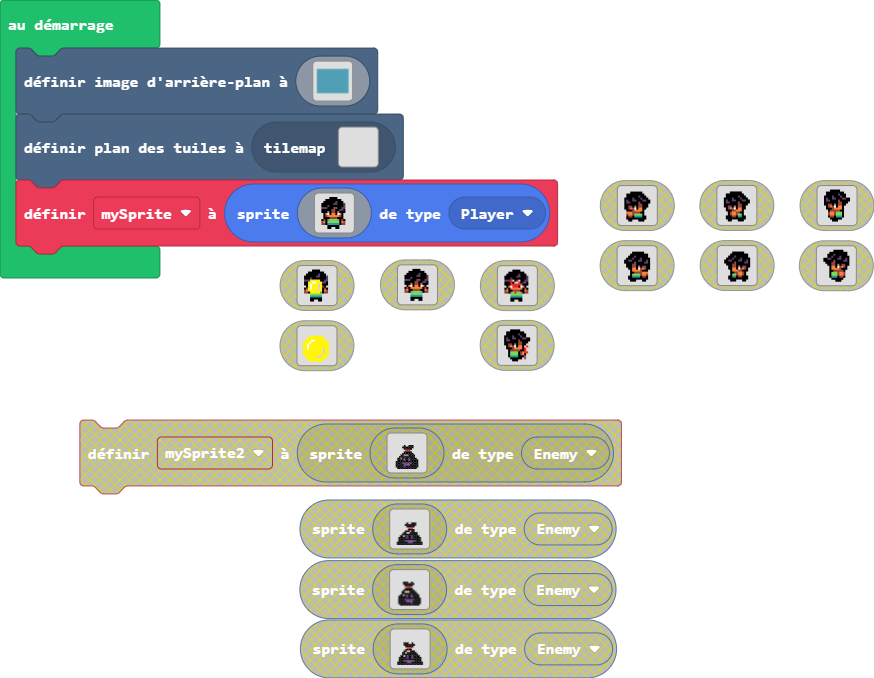 au démarrage
définir image d'arrière-plan à
définir plan des tuiles à tilemap
définir mySprite à sprite de type Player
définir mySprite2 à sprite de type Enemy
sprite de type Enemy
sprite de type Enemy
sprite de type Enemy